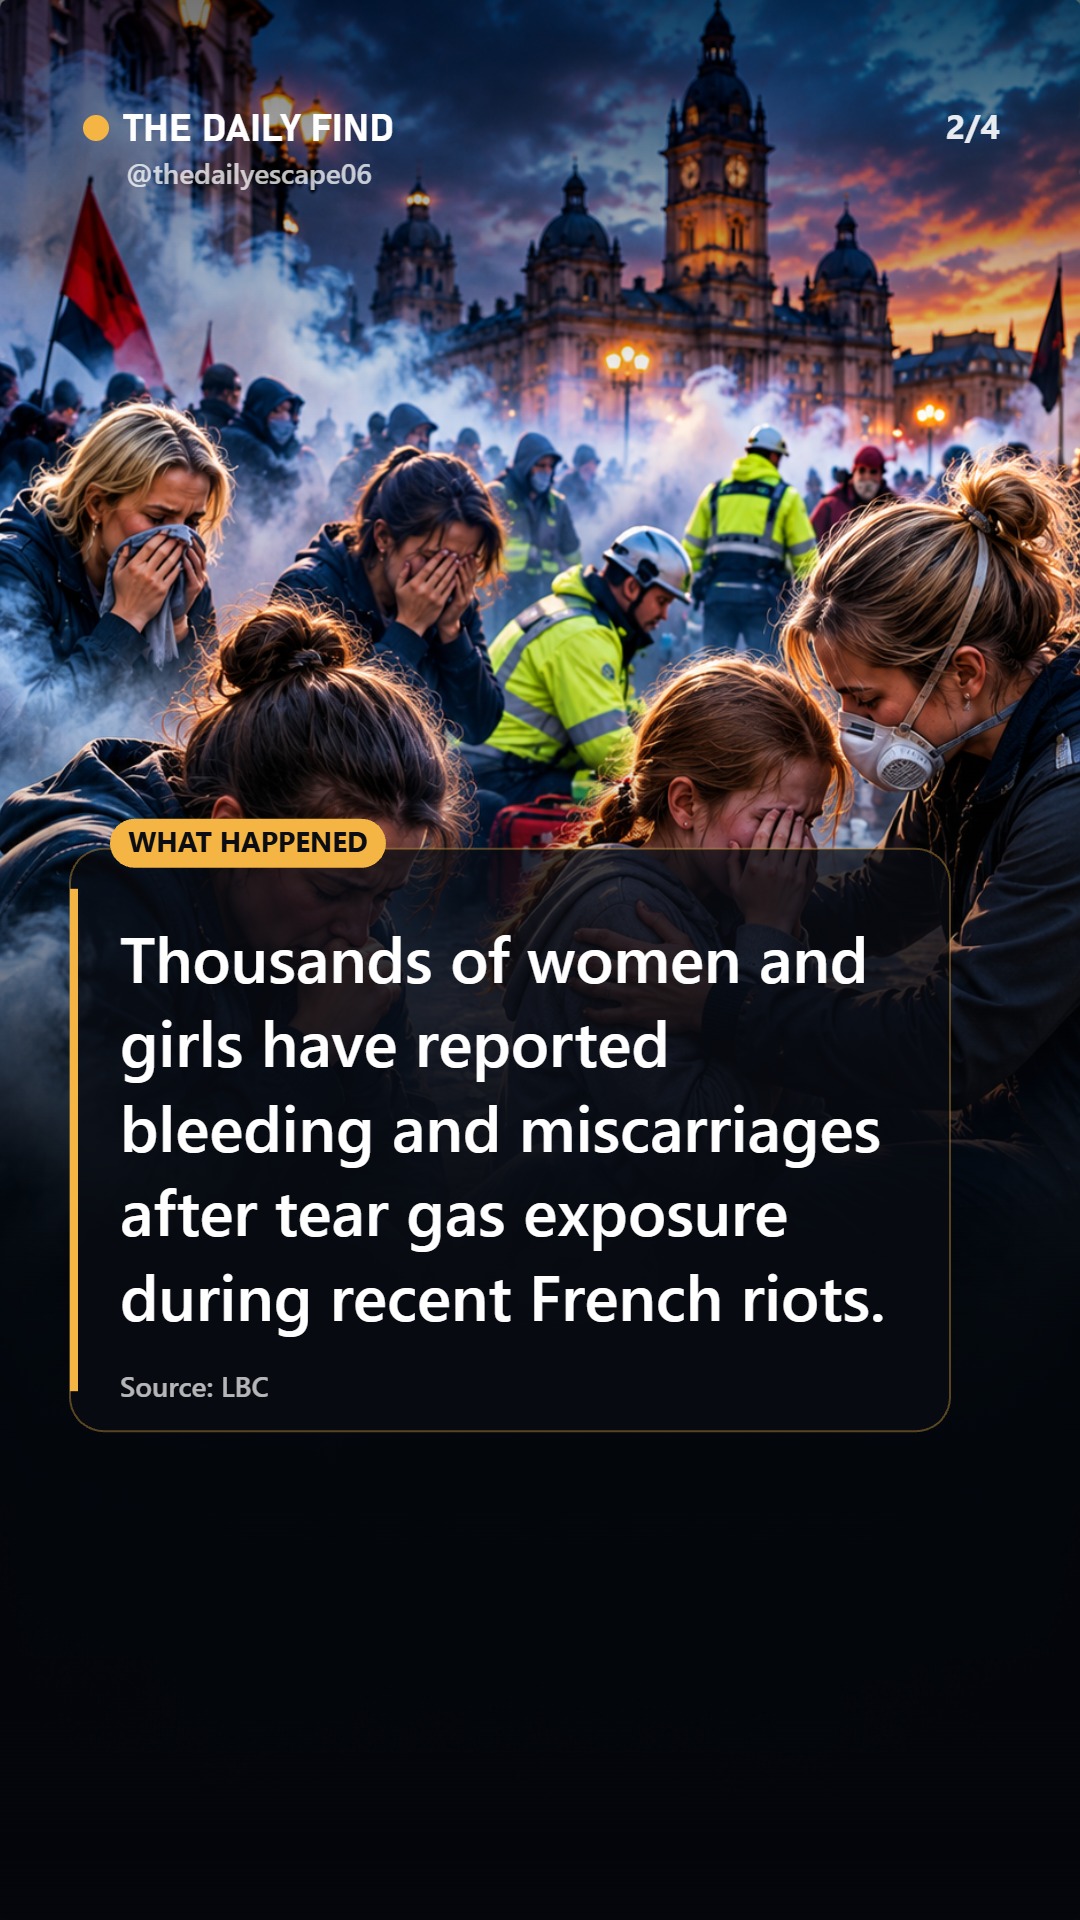 THE DAILY FIND
2/4
@thedailyescape06
WHAT HAPPENED
Thousands of women and
girls have reported
bleeding and miscarriages
after tear gas exposure
during recent French riots.
Source: LBC